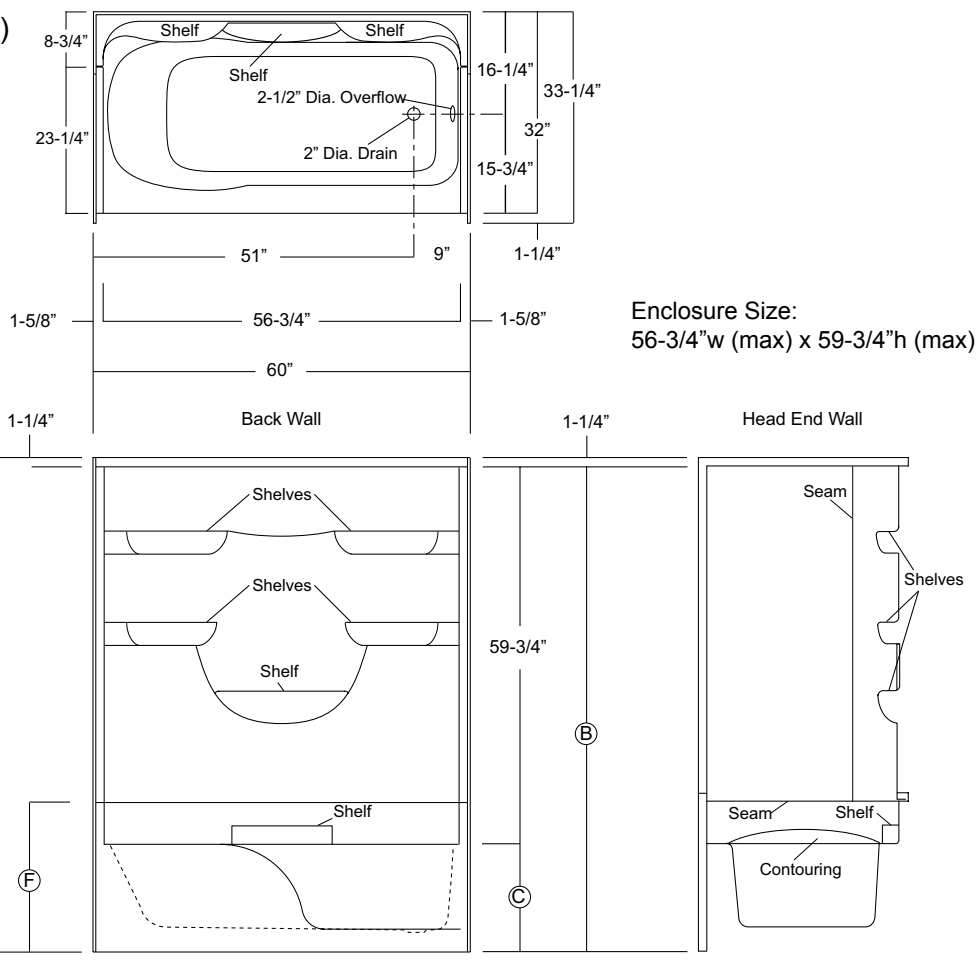 )
8-3/4”
Shelf
Shelf
Shelf
16-1/4”
33-1/4”
2-1/2” Dia. Overflow
32”
23-1/4”
2” Dia. Drain
15-3/4”
51”
9”
1-1/4”
1-5/8”
56-3/4”
1-5/8”
Enclosure Size:
56-3/4”w (max) x 59-3/4”h (max)
60”
1-1/4”
Back Wall
1-1/4”
Head End Wall
Shelves
Seam
Shelves
Shelves
59-3/4”
Shelf
B
Shelf
Seam
Shelf
F
Contouring
C